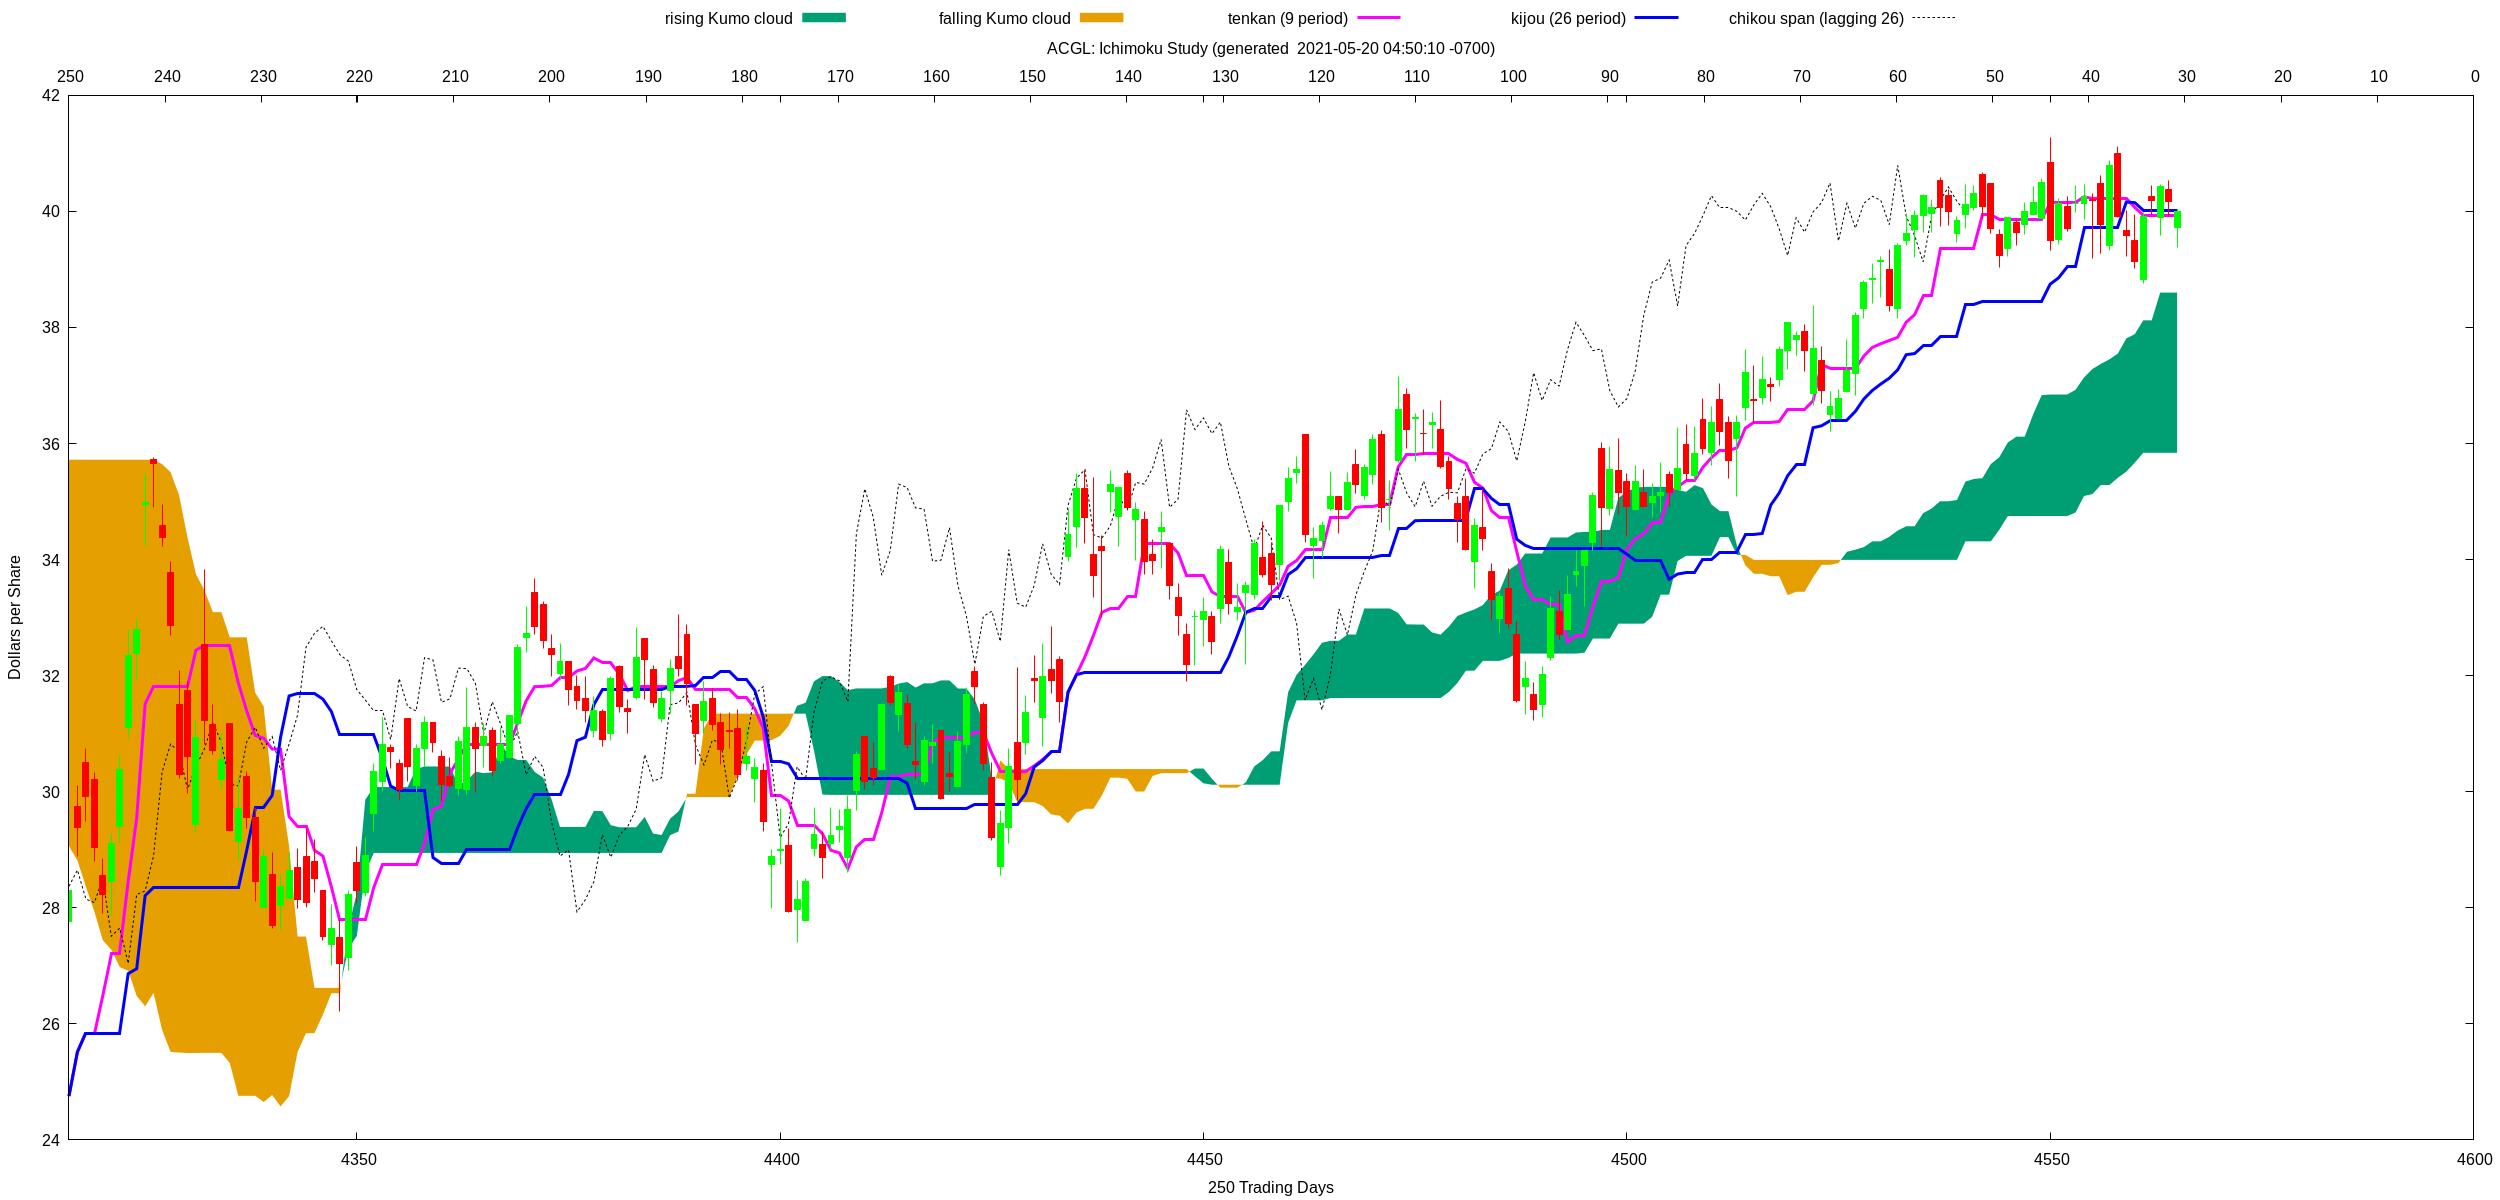 rising Kumo cloud falling Kumo cloud tenkan (9 period) kijou (26 period) chikou span (lagging 26)
ACGL: Ichimoku Study (generated  2021-05-20 04:50:10 -0700)
250 240 230 220 210 200 190 180 170 160 150 140 130 120 110 100 90 80 70 60 50 40 30 20 10 0
42
40
38
36
34
32
30
28
26
24
Dollars per Share
4350 4400 4450 4500 4550 4600
250 Trading Days